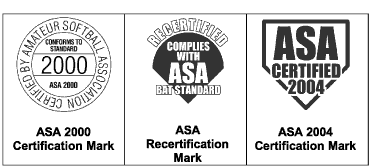 CERTIFIED BY AMATEUR SOFTBALL ASSOCIATION
CONFORMS TO
STANDARD
2000
ASA 2000
ASA 2000
Certification Mark
RECERTIFIED
COMPLIES
WITH
ASA
BAT STANDARD
ASA
Recertification
Mark
ASA
CERTIFIED
2004
ASA 2004
Certification Mark